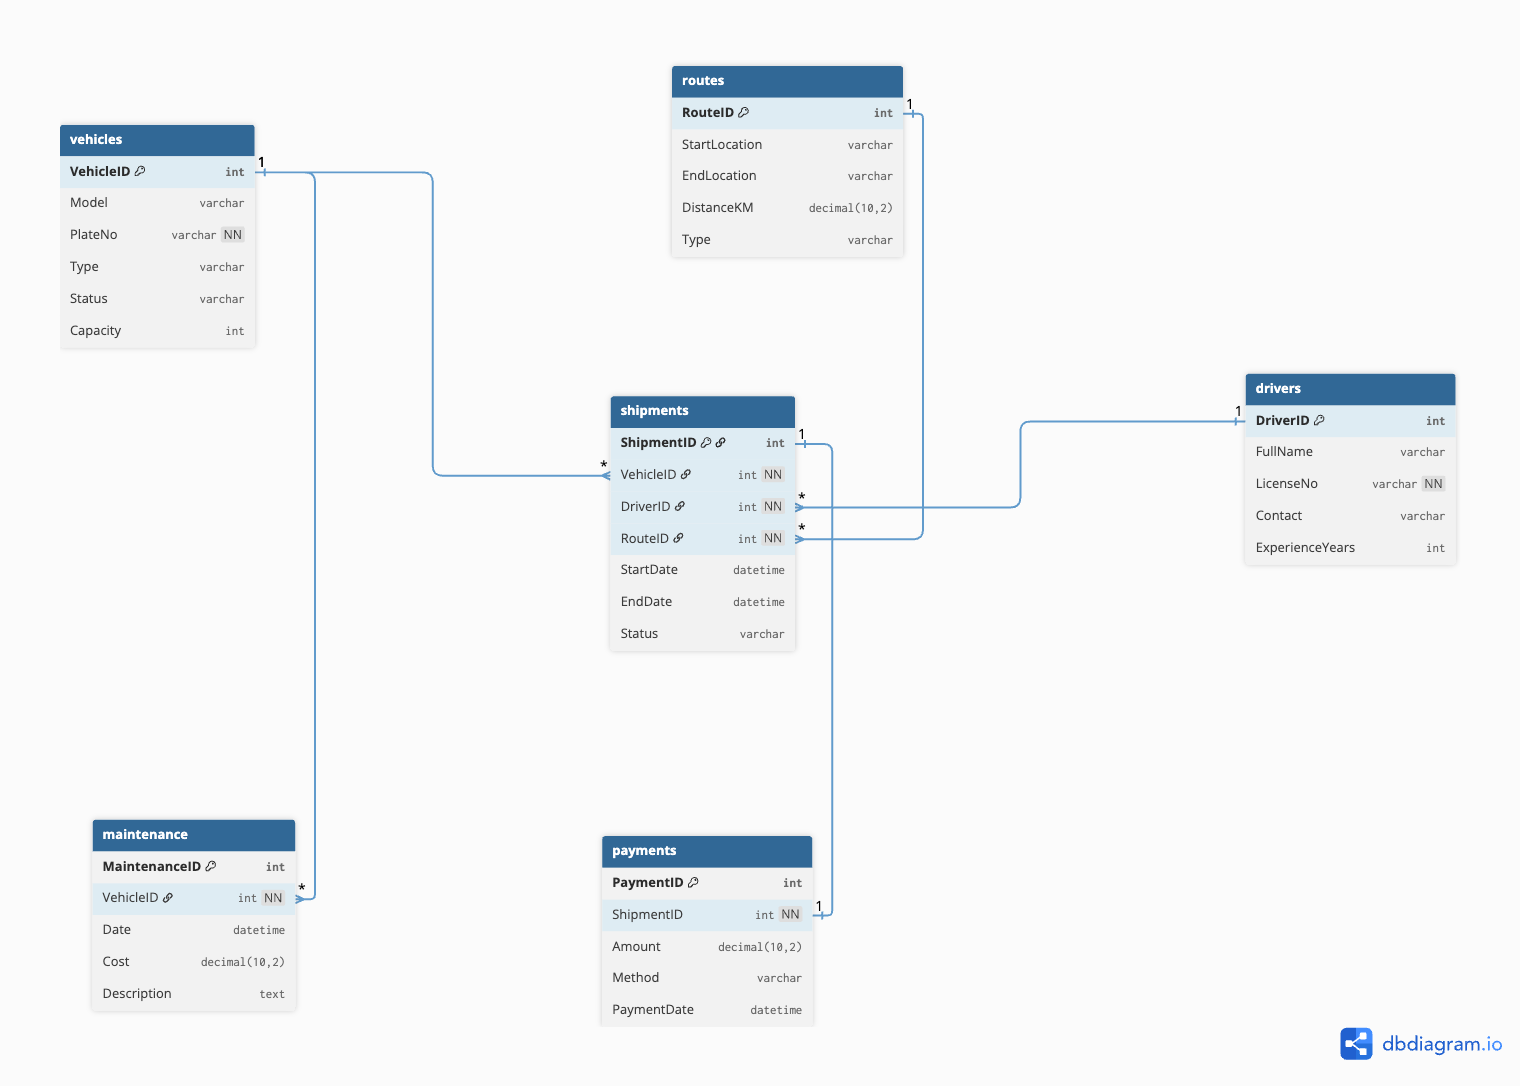 routes
RouteID int
StartLocation varchar
EndLocation varchar
DistanceKM decimal(10,2)
Type varchar
1
vehicles
VehicleID int
Model varchar
PlateNo varchar NN
Type varchar
Status varchar
Capacity int
1
shipments
ShipmentID int
VehicleID int NN
DriverID int NN
RouteID int NN
StartDate datetime
EndDate datetime
Status varchar
1
*
*
*
drivers
DriverID int
FullName varchar
LicenseNo varchar NN
Contact varchar
ExperienceYears int
1
maintenance
MaintenanceID int
VehicleID int NN
Date datetime
Cost decimal(10,2)
Description text
*
payments
PaymentID int
ShipmentID int NN
Amount decimal(10,2)
Method varchar
PaymentDate datetime
1
dbdiagram.io